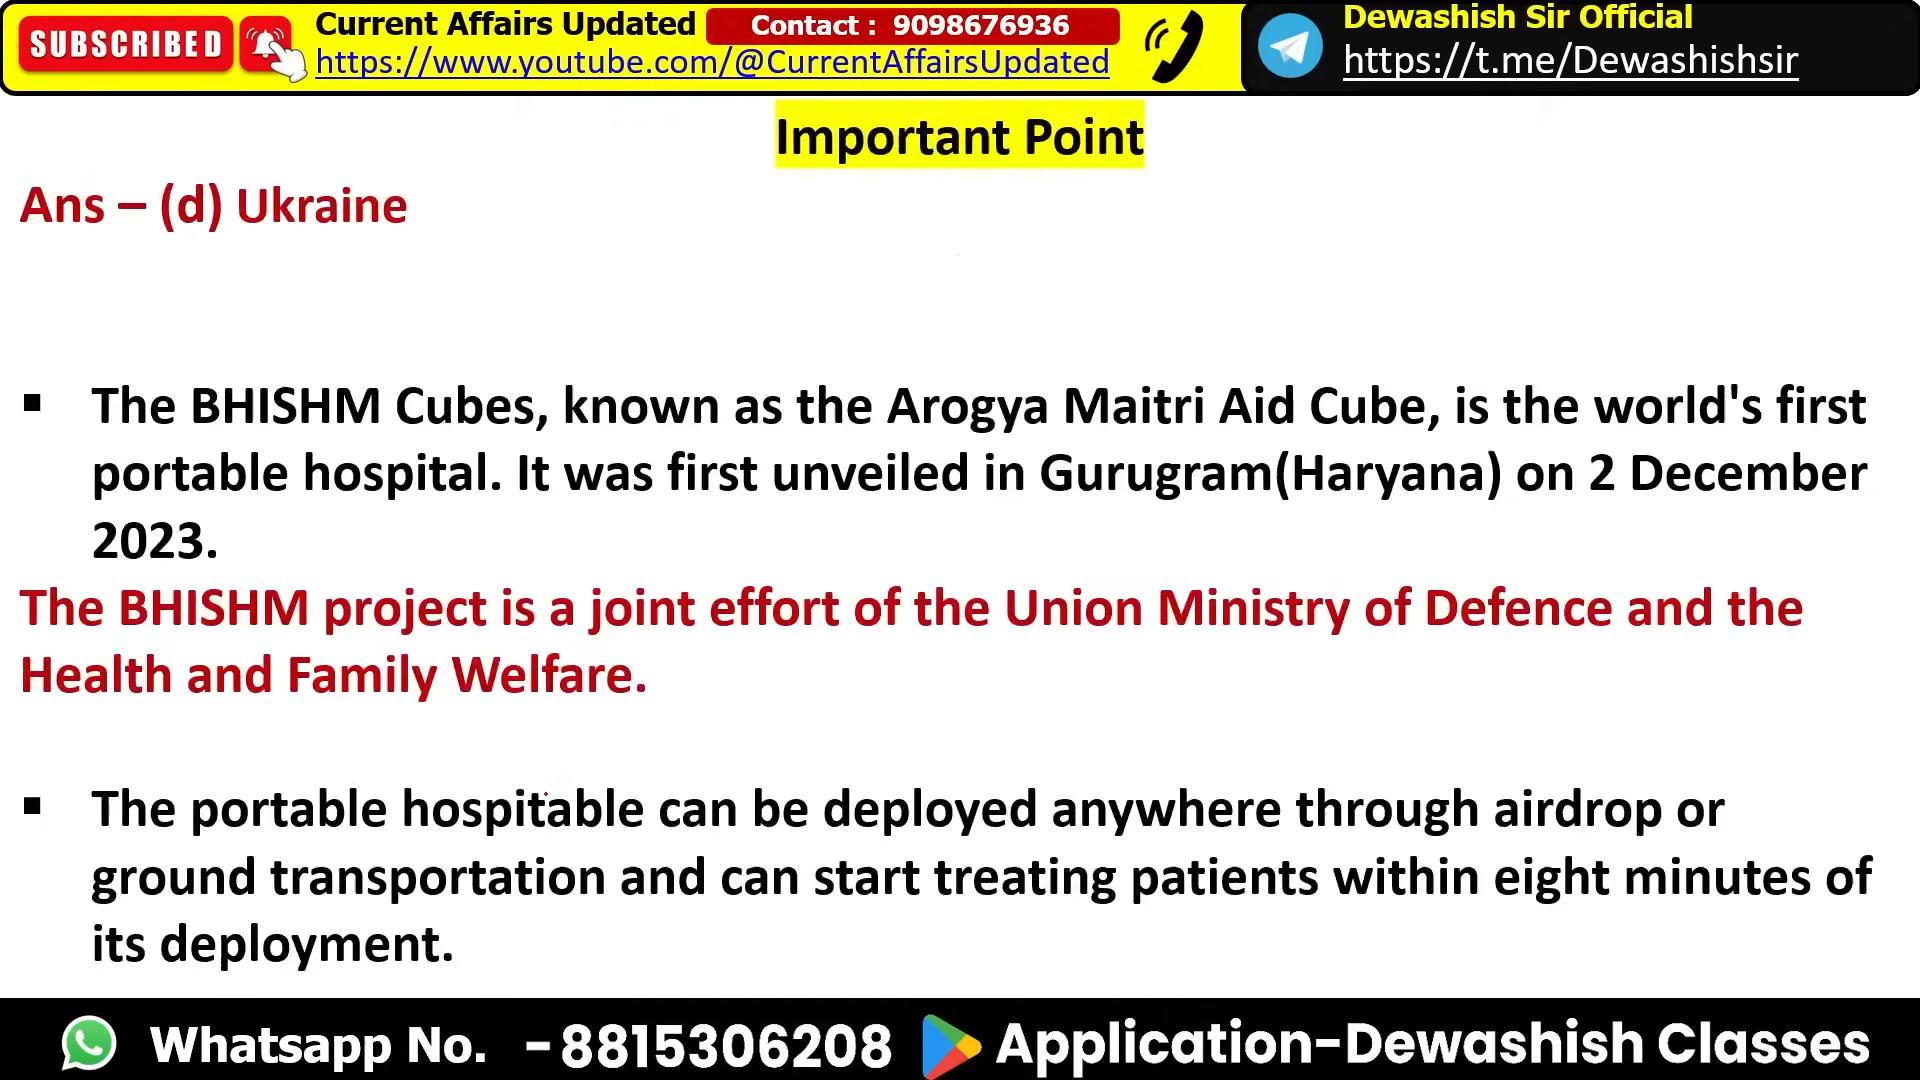 SUBSCRIBED
Current Affairs Updated
Contact : 9098676936
https://www.youtube.com/@CurrentAffairsUpdated
Dewashish Sir Official
https://t.me/Dewashishsir
Important Point
Ans – (d) Ukraine
▪ The BHISHM Cubes, known as the Arogya Maitri Aid Cube, is the world's first
portable hospital. It was first unveiled in Gurugram(Haryana) on 2 December
2023.
The BHISHM project is a joint effort of the Union Ministry of Defence and the
Health and Family Welfare.
▪ The portable hospitable can be deployed anywhere through airdrop or
ground transportation and can start treating patients within eight minutes of
its deployment.
Whatsapp No. -8815306208
Application-Dewashish Classes